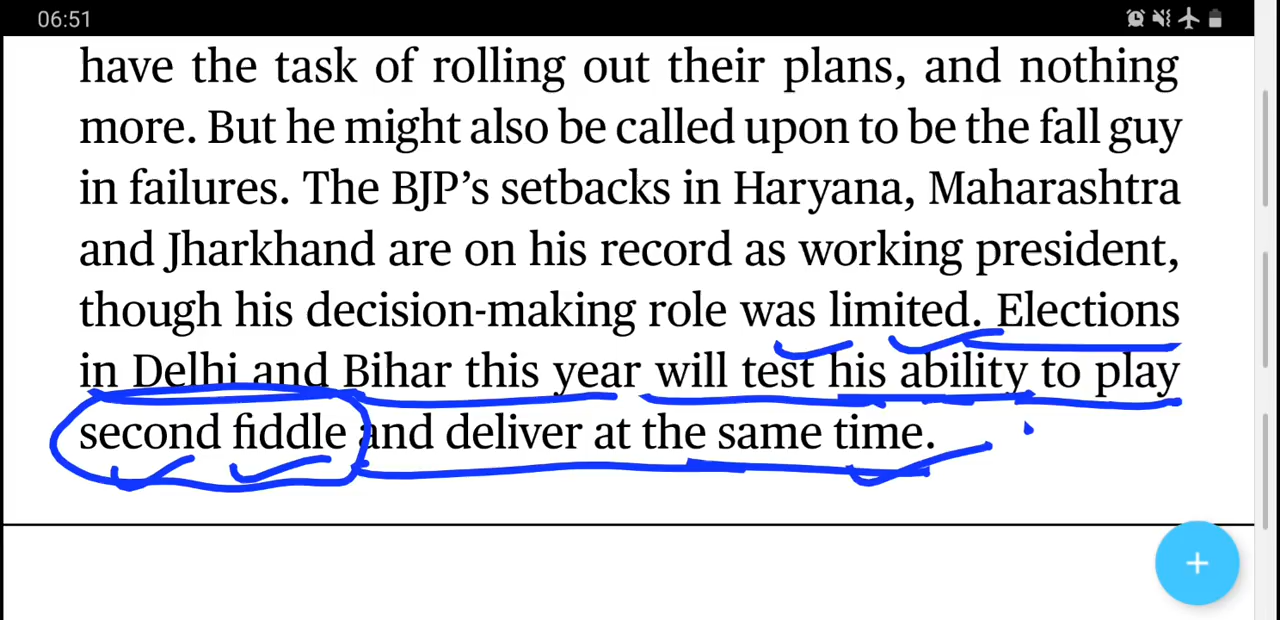 06:51
have the task of rolling out their plans, and nothing
more. But he might also be called upon to be the fall guy
in failures. The BJP’s setbacks in Haryana, Maharashtra
and Jharkhand are on his record as working president,
though his decision-making role was limited. Elections
in Delhi and Bihar this year will test his ability to play
second fiddle and deliver at the same time.